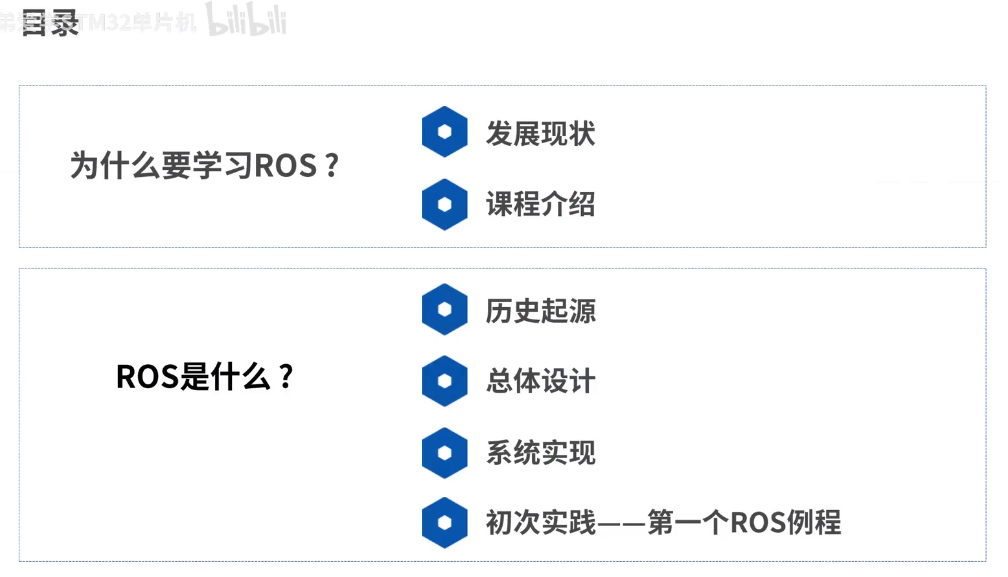 目录
STM32单片机 bilibili
为什么要学习ROS？
发展现状
课程介绍
ROS是什么？
历史起源
总体设计
系统实现
初次实践——第一个ROS例程